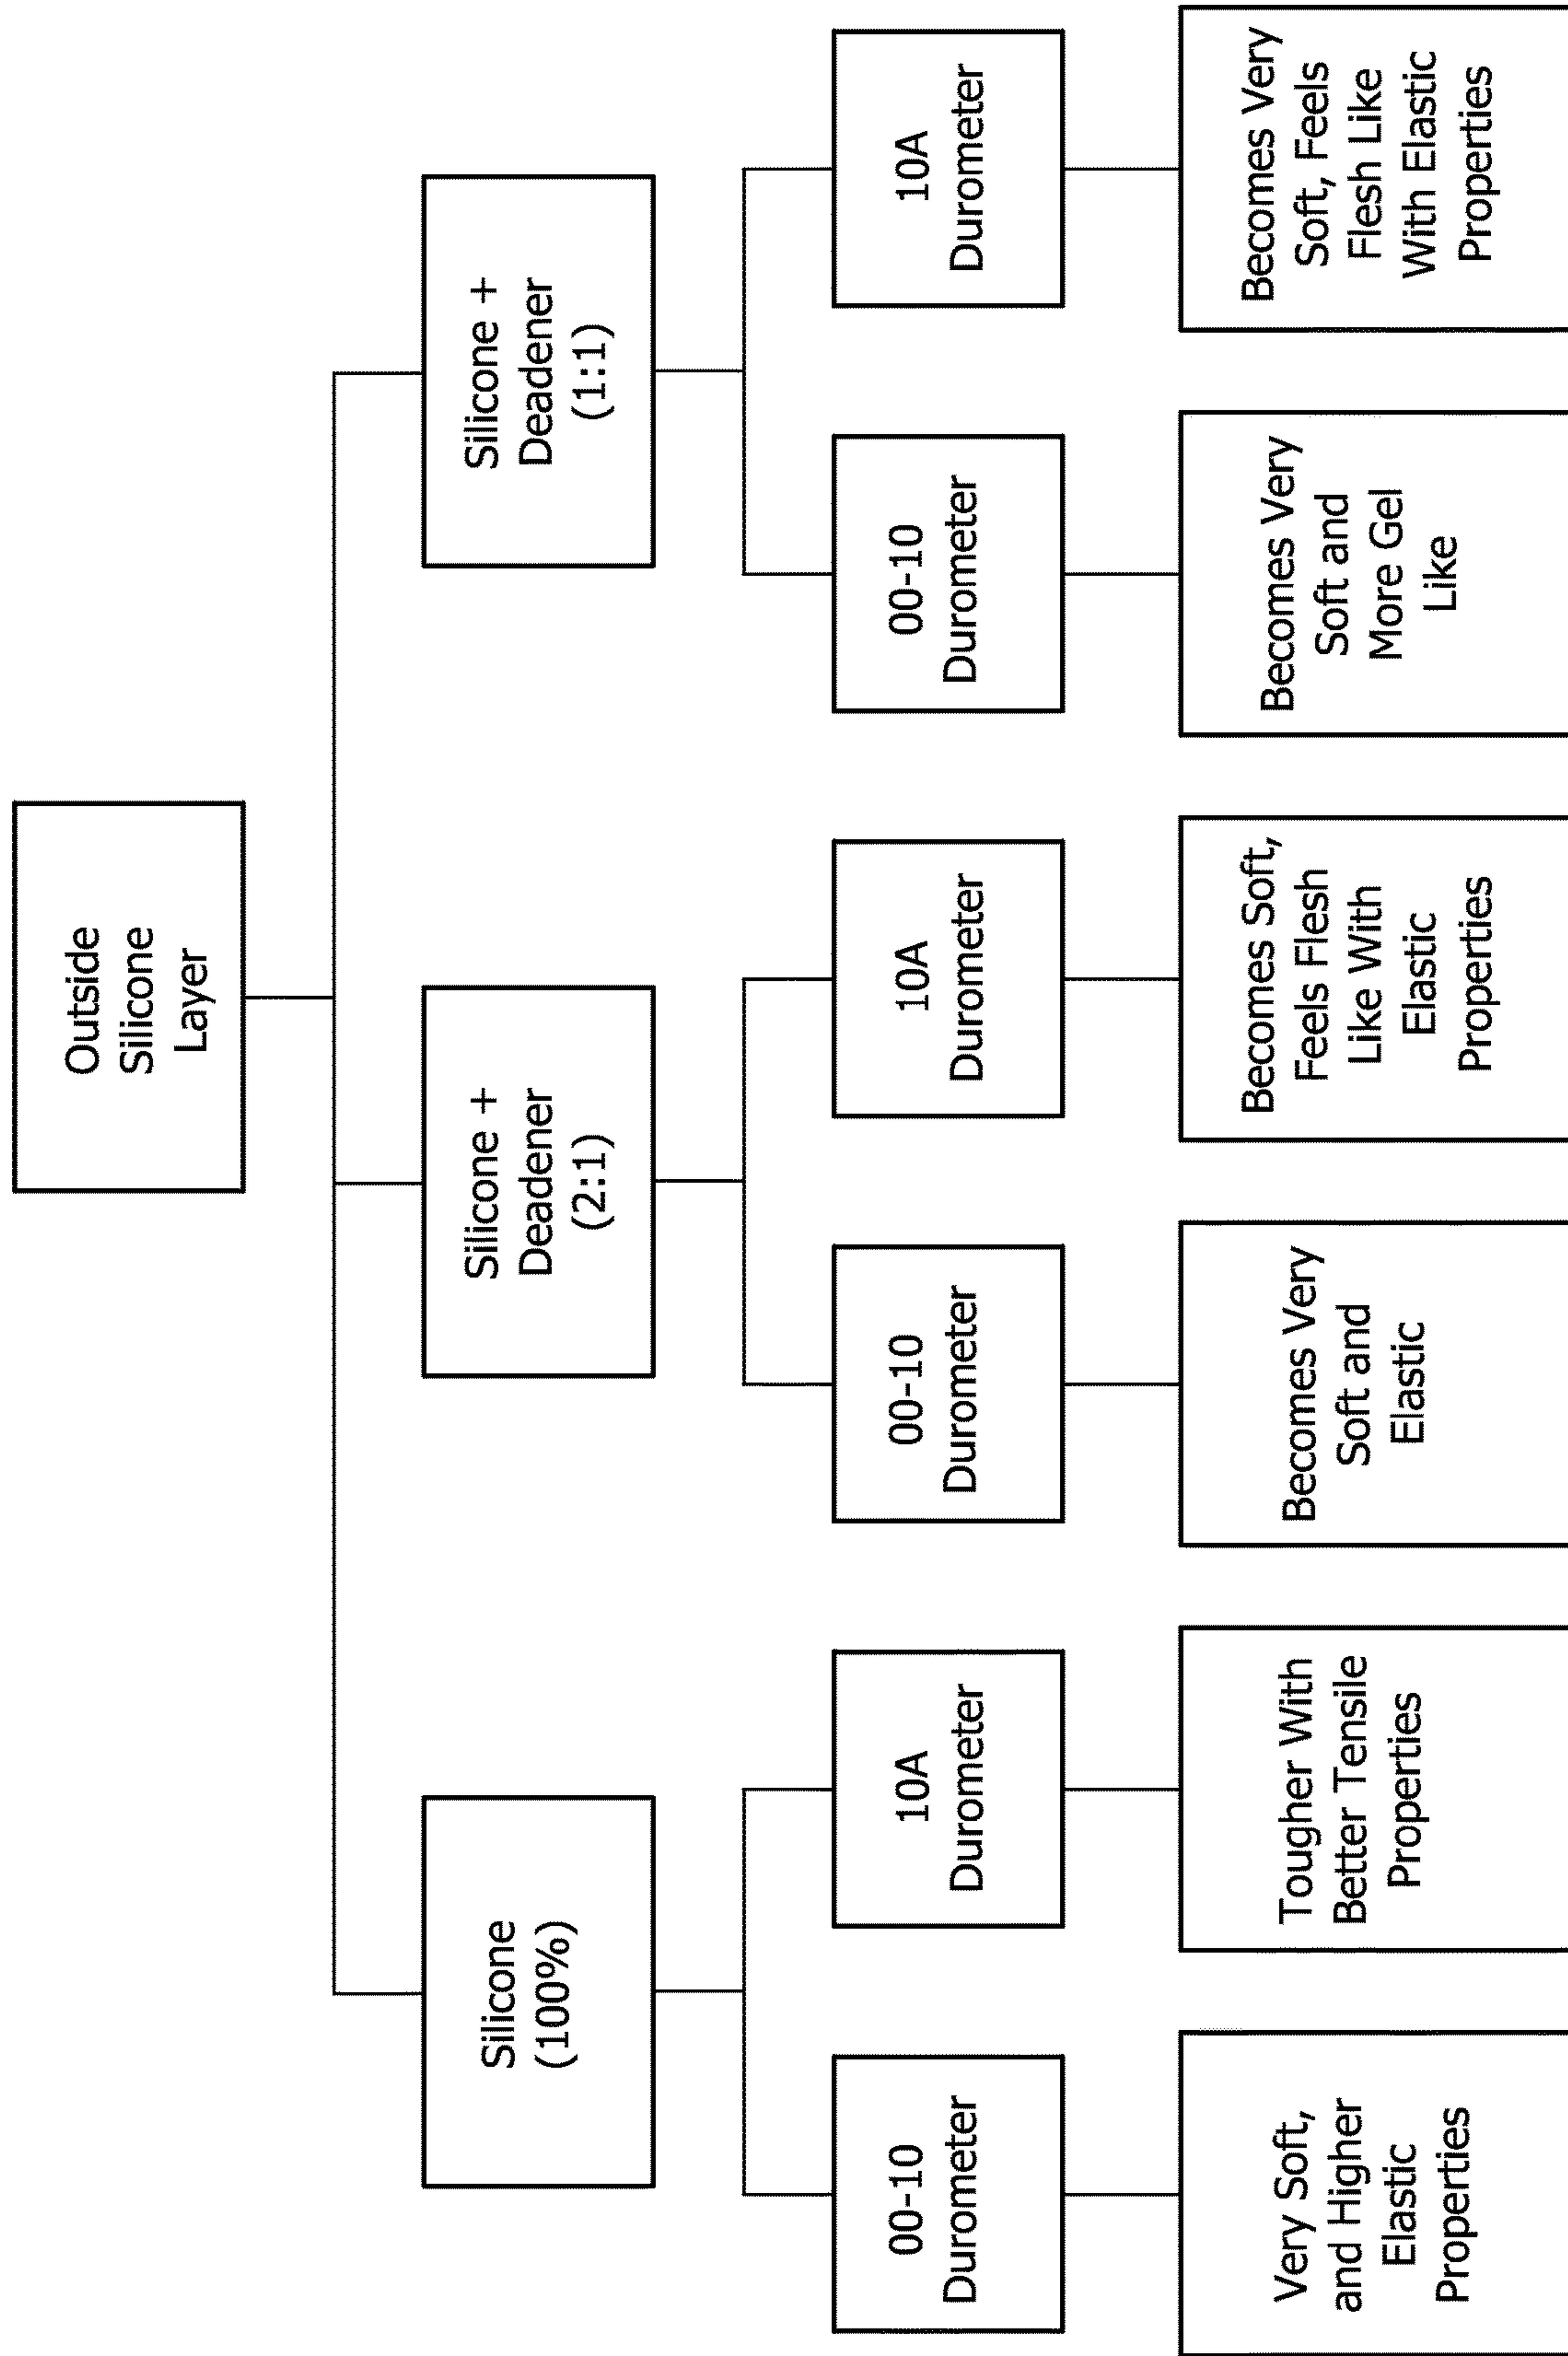 Outside
Silicone
Layer
Silicone
(100%)
Silicone +
Deadener
(2:1)
Silicone +
Deadener
(1:1)
00-10
Durometer
10A
Durometer
00-10
Durometer
10A
Durometer
00-10
Durometer
10A
Durometer
Very Soft,
and Higher
Elastic
Properties
Tougher With
Better Tensile
Properties
Becomes Very
Soft and
Elastic
Becomes Soft,
Feels Flesh
Like With
Elastic
Properties
Becomes Very
Soft and
More Gel
Like
Becomes Very
Soft, Feels
Flesh Like
With Elastic
Properties